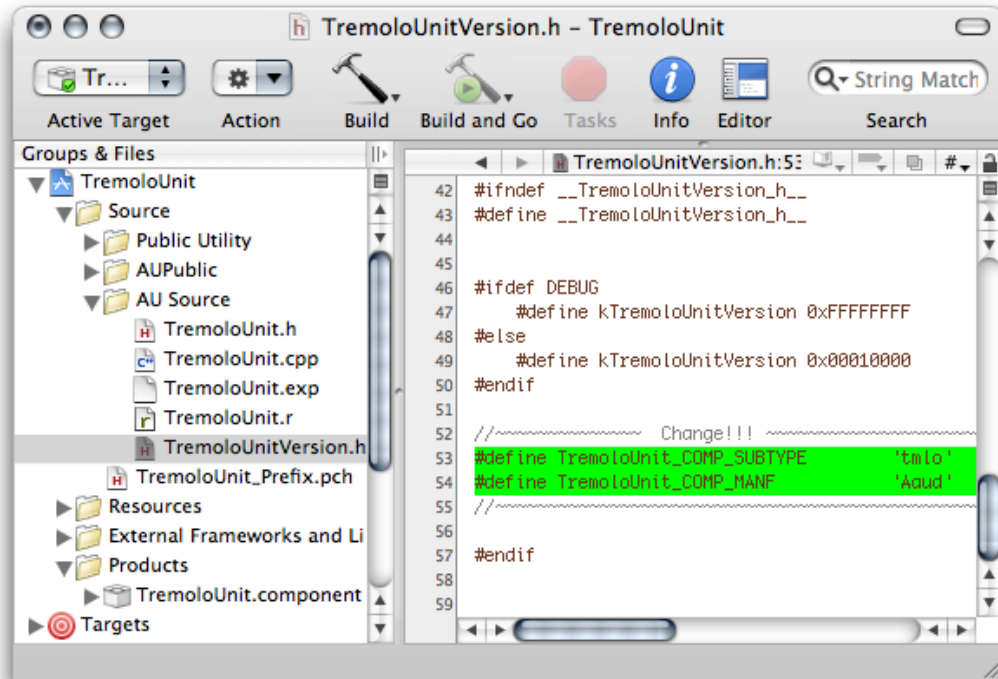 TremoloUnitVersion.h – TremoloUnit
Tr...
String Match
Active Target Action Build Build and Go Tasks Info Editor Search
Groups & Files
TremoloUnit
Source
Public Utility
AUPublic
AU Source
TremoloUnit.h
TremoloUnit.cpp
TremoloUnit.exp
TremoloUnit.r
TremoloUnitVersion.h
TremoloUnit_Prefix.pch
Resources
External Frameworks and Li
Products
TremoloUnit.component
Targets
TremoloUnitVersion.h:53 #
42 #ifndef __TremoloUnitVersion_h__
43 #define __TremoloUnitVersion_h__
44
45
46 #ifdef DEBUG
47 #define kTremoloUnitVersion 0xFFFFFFFF
48 #else
49 #define kTremoloUnitVersion 0x00010000
50 #endif
51
52 //~~~~~~~~~~~~~~~~ Change!!! ~~~~~~~~~~~~~~~~~~~~~~~
53 #define TremoloUnit_COMP_SUBTYPE 'tmlo'
54 #define TremoloUnit_COMP_MANF 'Aaud'
55 //~~~~~~~~~~~~~~~~~~~~~~~~~~~~~~~~~~~~~~~~~~~~~~~~~~~~
56
57 #endif
58
59